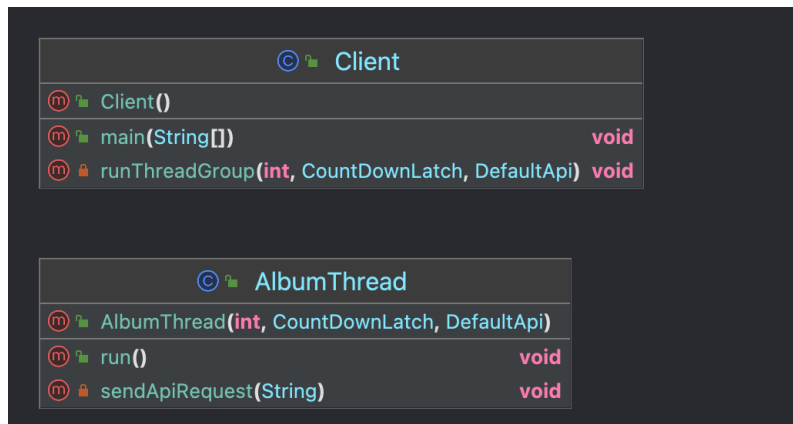 Client
Client()
main(String[]) void
runThreadGroup(int, CountDownLatch, DefaultApi) void
AlbumThread
AlbumThread(int, CountDownLatch, DefaultApi)
run() void
sendApiRequest(String) void